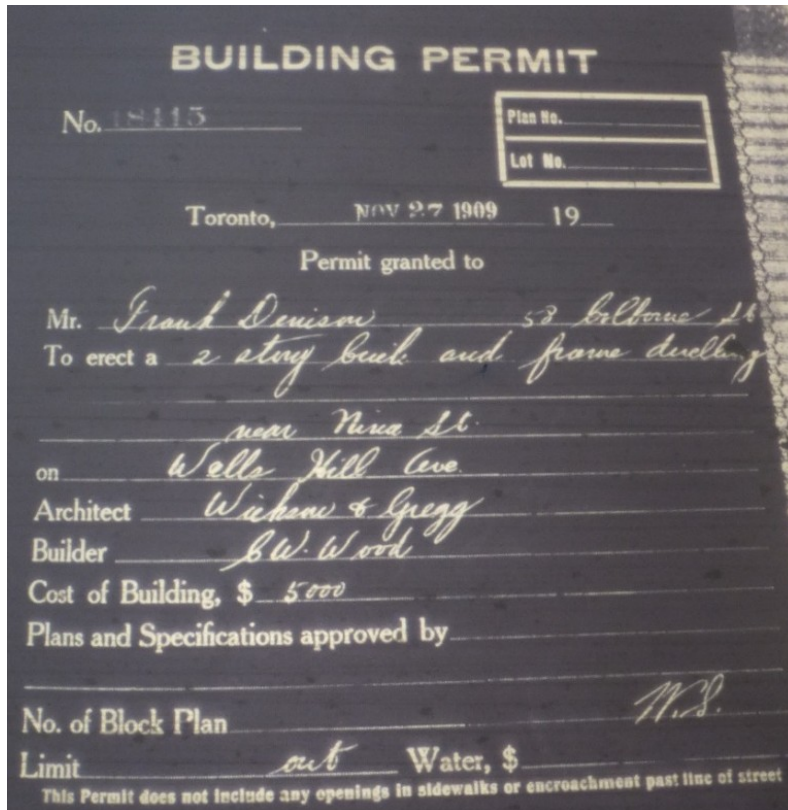 BUILDING PERMIT
No. 18115
Plan No.
Lot No.
Toronto, NOV 27 1909 19
Permit granted to
Mr. Frank Denison 58 Colborne St
To erect a 2 story brick and frame dwelling
near Nina St.
on Wells Hill Ave.
Architect & Gregg
Builder W. Wood
Cost of Building, $ 5000
Plans and Specifications approved by
No. of Block Plan
Limit out Water, $
This Permit does not include any openings in sidewalks or encroachment past line of street